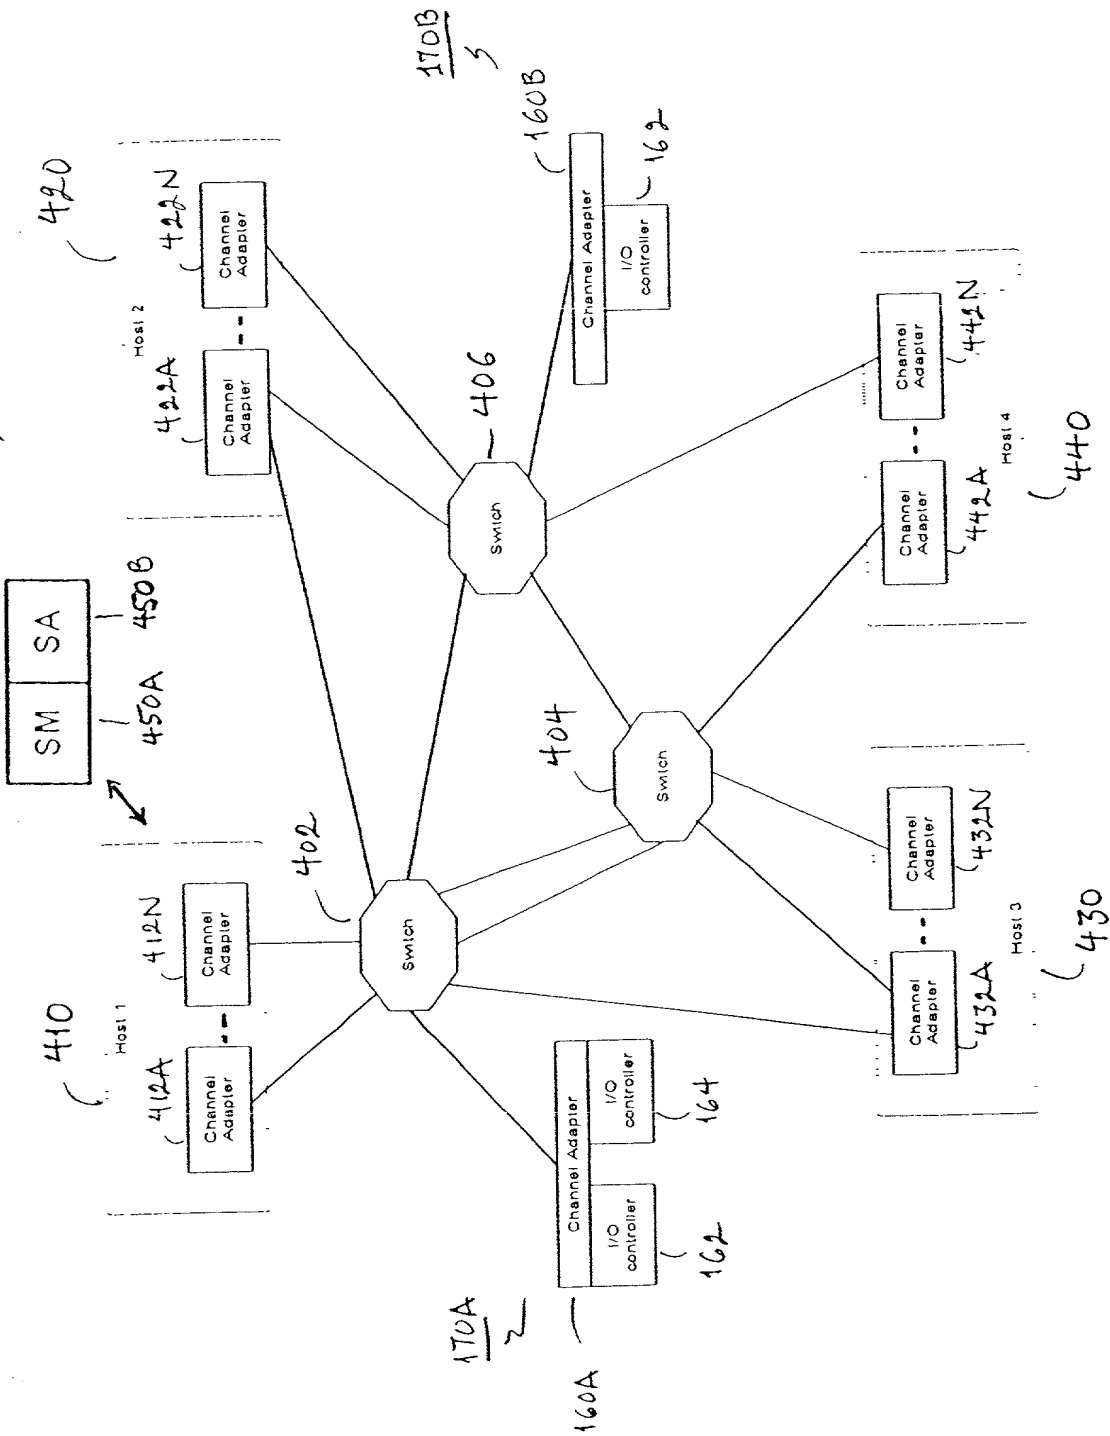 SM
SA
450A
450B
410
Host 1
412A
412N
Channel
Adapter
Channel
Adapter
420
Host 2
422A
422N
Channel
Adapter
Channel
Adapter
402
Switch
406
Switch
404
Switch
170A
160A
Channel Adapter
I/O
controller
I/O
controller
162
164
170B
160B
Channel Adapter
I/O
controller
162
Channel
Adapter
Channel
Adapter
432A
432N
Host 3
430
Channel
Adapter
Channel
Adapter
442A
442N
Host 4
440